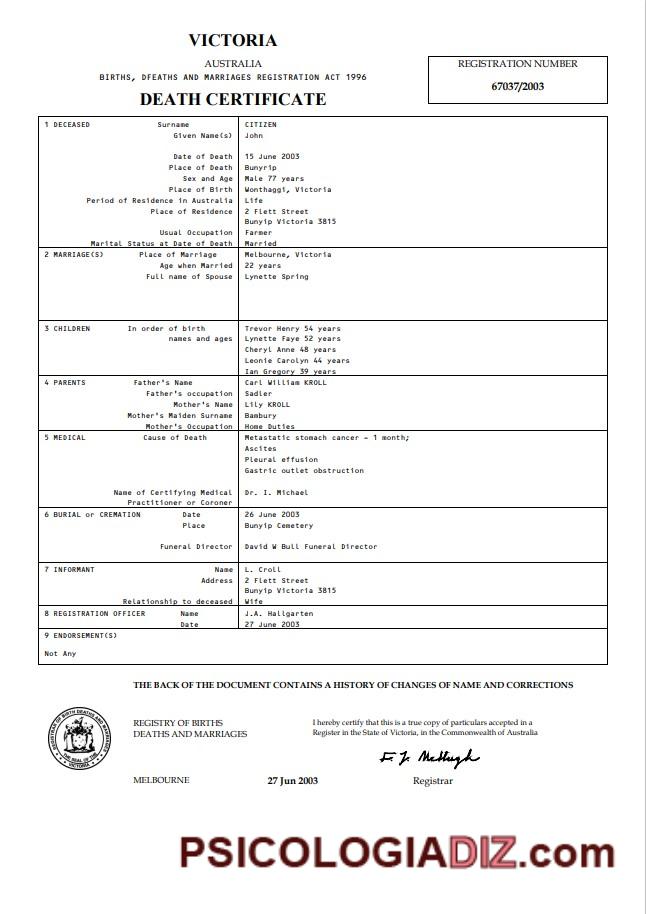 VICTORIA
AUSTRALIA
BIRTHS, DFEATHS AND MARRIAGES REGISTRATION ACT 1996
DEATH CERTIFICATE
REGISTRATION NUMBER
67037/2003
1 DECEASED Surname CITIZEN
Given Name(s) John
Date of Death 15 June 2003
Place of Death Bunyrip
Sex and Age Male 77 years
Place of Birth Wonthaggi, Victoria
Period of Residence in Australia Life
Place of Residence 2 Flett Street
Bunyip Victoria 3815
Usual Occupation Farmer
Marital Status at Date of Death Married
2 MARRIAGE(S) Place of Marriage Melbourne, Victoria
Age when Married 22 years
Full name of Spouse Lynette Spring
3 CHILDREN In order of birth Trevor Henry 54 years
names and ages Lynette Faye 52 years
Cheryl Anne 48 years
Leonie Carolyn 44 years
Ian Gregory 39 years
4 PARENTS Father's Name Carl William KROLL
Father's occupation Sadler
Mother's Name Lily KROLL
Mother's Maiden Surname Bambury
Mother's Occupation Home Duties
5 MEDICAL Cause of Death Metastatic stomach cancer - 1 month;
Ascites
Pleural effusion
Gastric outlet obstruction
Name of Certifying Medical Dr. I. Michael
Practitioner or Coroner
6 BURIAL or CREMATION Date 26 June 2003
Place Bunyip Cemetery
Funeral Director David W Bull Funeral Director
7 INFORMANT Name L. Croll
Address 2 Flett Street
Bunyip Victoria 3815
Relationship to deceased Wife
8 REGISTRATION OFFICER Name J.A. Hallgarten
Date 27 June 2003
9 ENDORSEMENT(S)
Not Any
THE BACK OF THE DOCUMENT CONTAINS A HISTORY OF CHANGES OF NAME AND CORRECTIONS
REGISTRAR OF BIRTHS DEATHS AND MARRIAGES
THE SEAL OF THE
VICTORIA
REGISTRY OF BIRTHS
DEATHS AND MARRIAGES
I hereby certify that this is a true copy of particulars accepted in a
Register in the State of Victoria, in the Commonwealth of Australia
MELBOURNE 27 Jun 2003 Registrar
PSICOLOGIADIZ.com